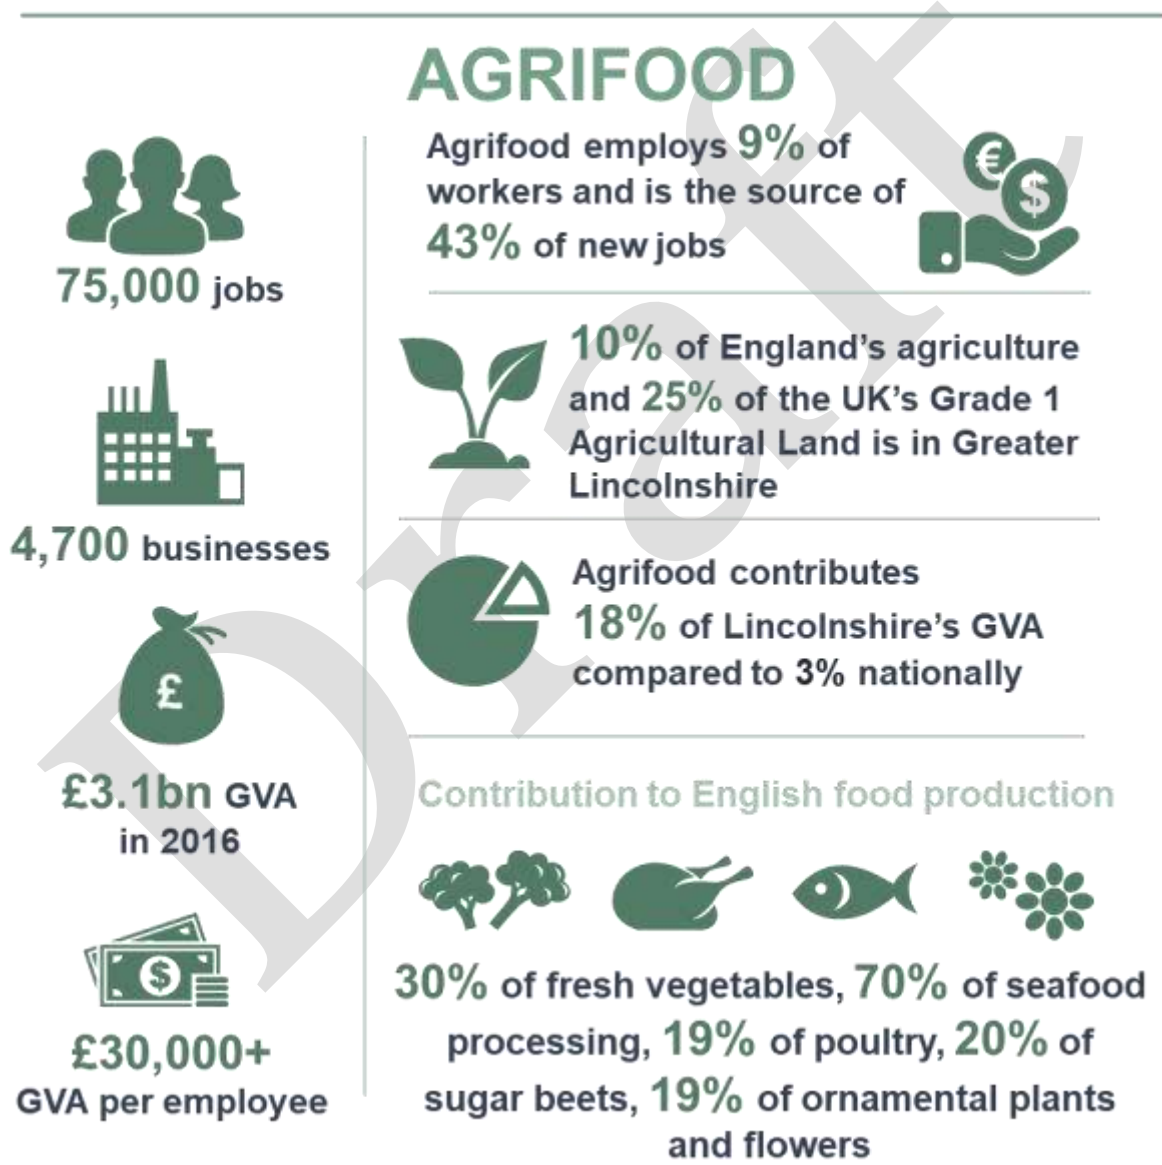 AGRIFOOD
75,000 jobs
4,700 businesses
£
£3.1bn GVA
in 2016
$
£30,000+
GVA per employee
Agrifood employs 9% of
workers and is the source of
43% of new jobs
€
$
10% of England’s agriculture
and 25% of the UK’s Grade 1
Agricultural Land is in Greater
Lincolnshire
Agrifood contributes
18% of Lincolnshire’s GVA
compared to 3% nationally
Contribution to English food production
30% of fresh vegetables, 70% of seafood
processing, 19% of poultry, 20% of
sugar beets, 19% of ornamental plants
and flowers
Draft